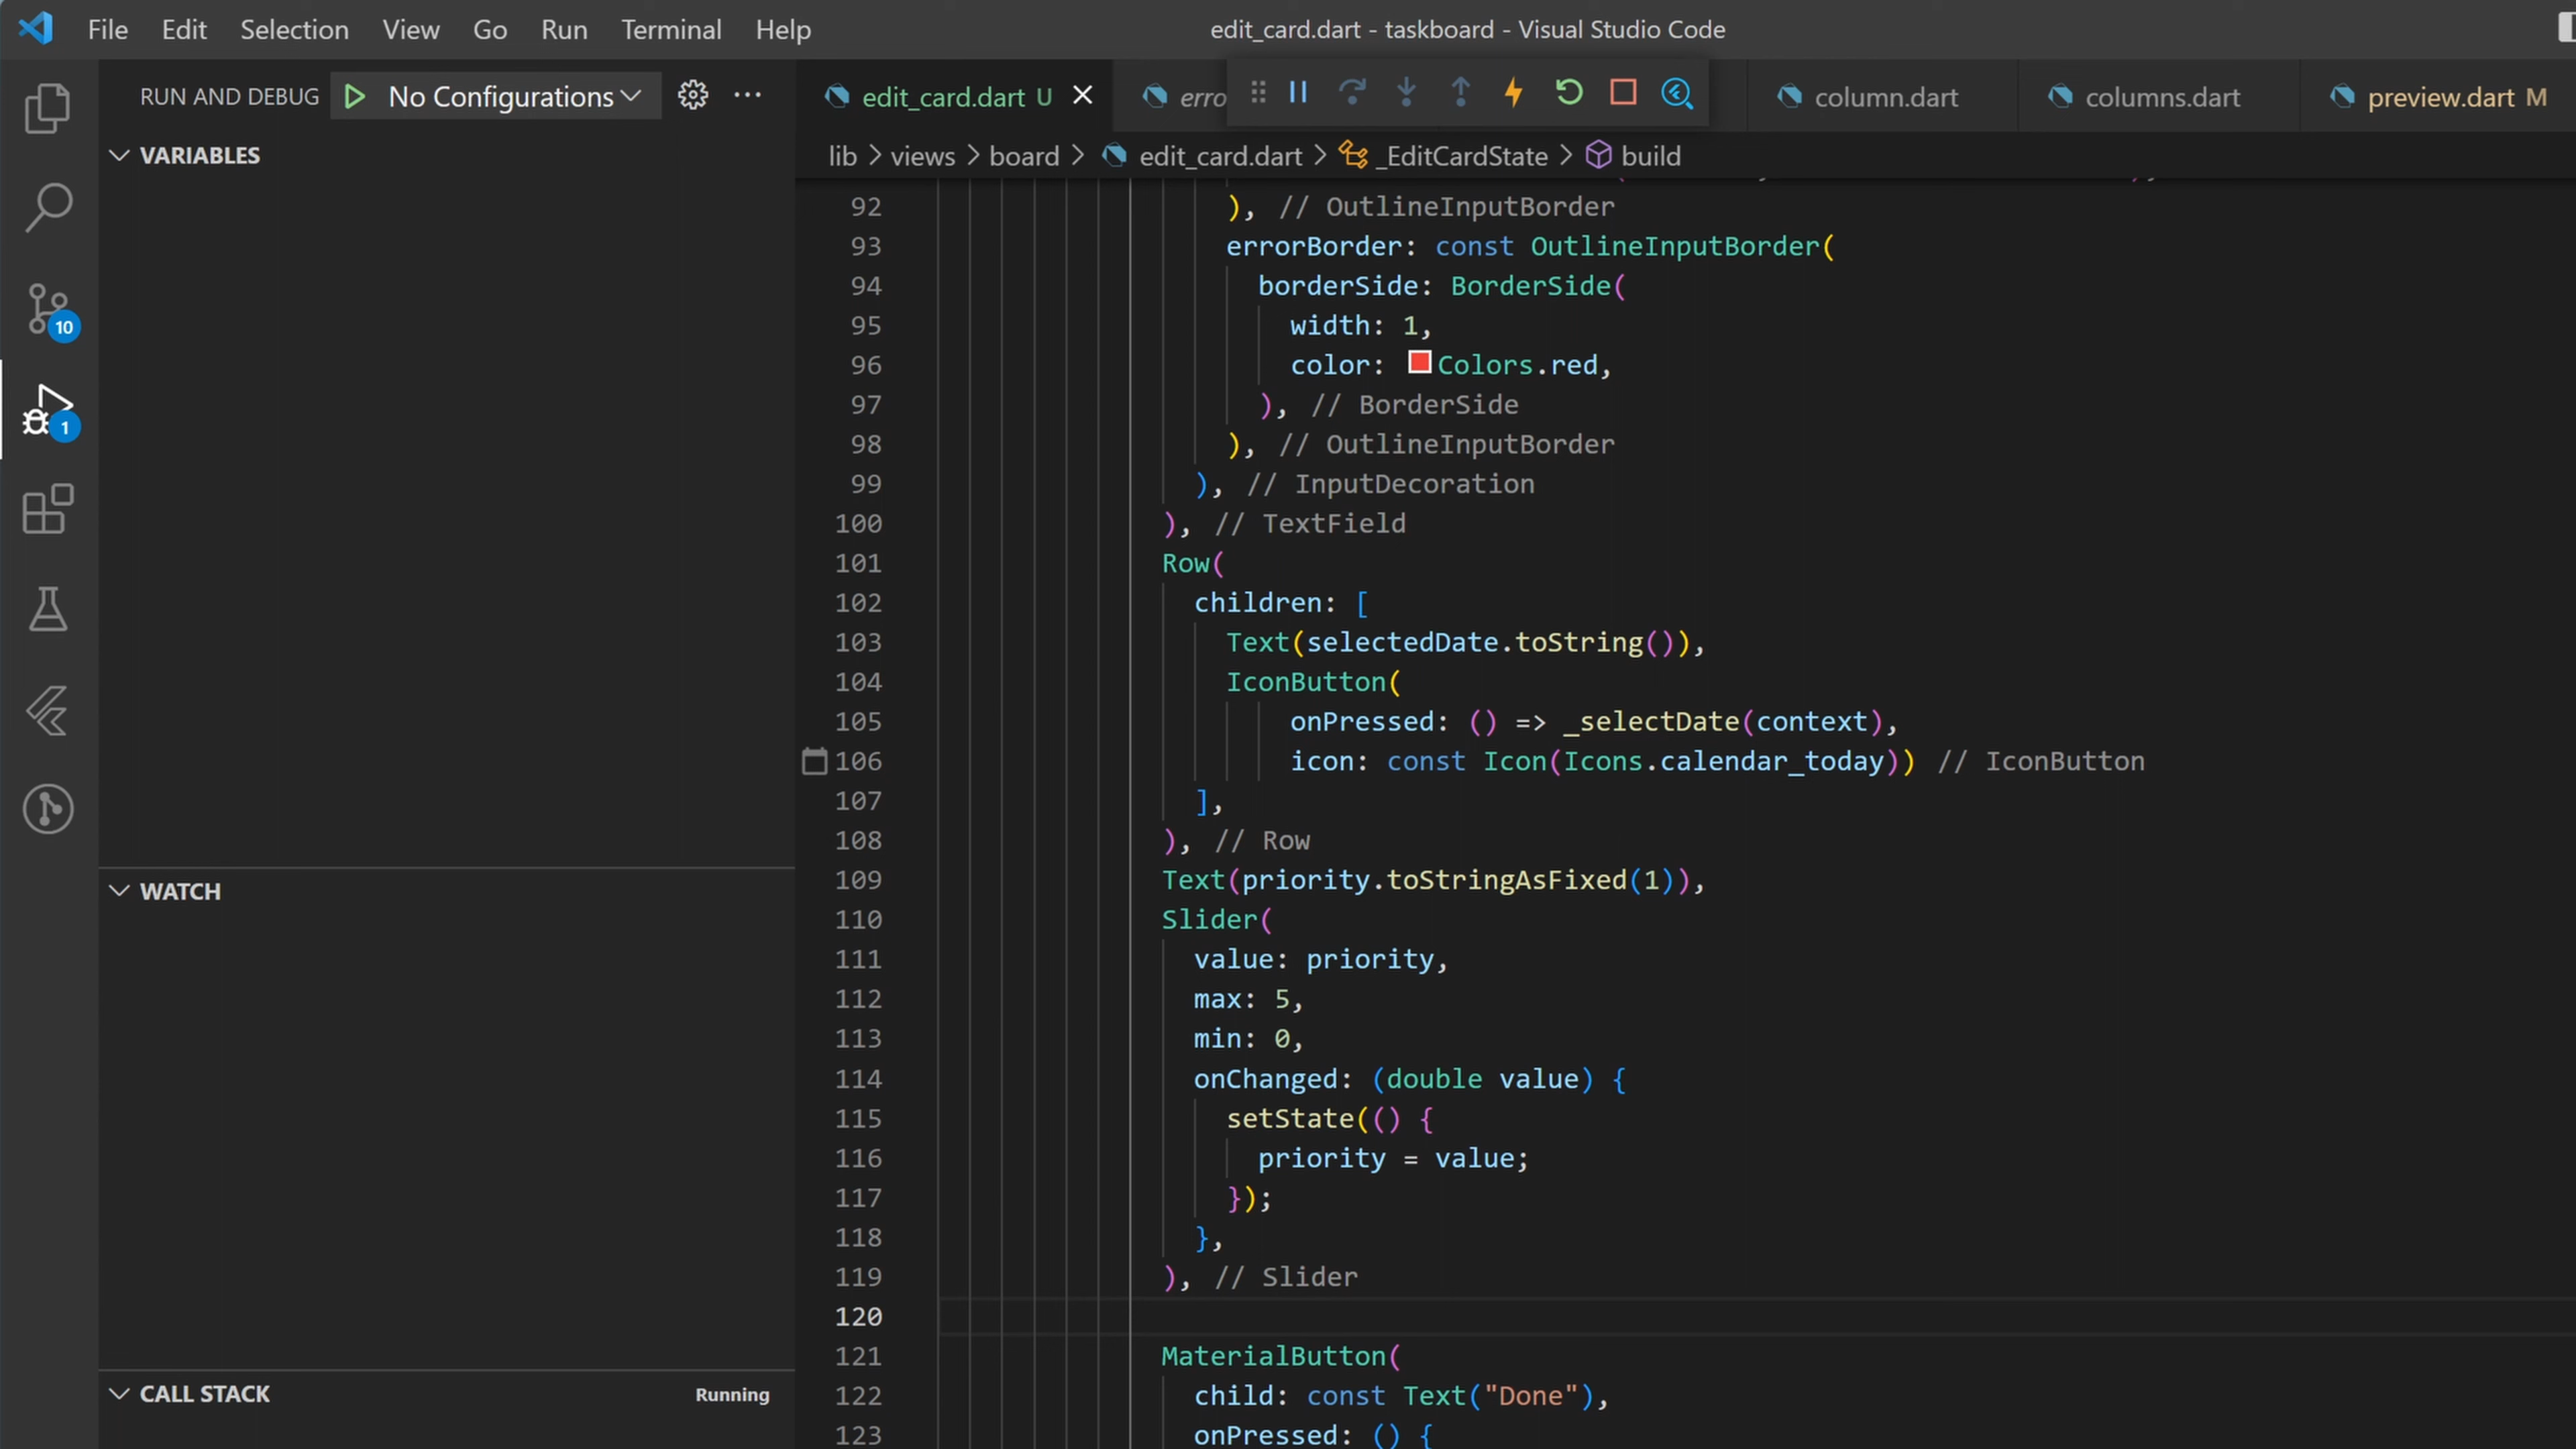 File Edit Selection View Go Run Terminal Help
edit_card.dart - taskboard - Visual Studio Code
RUN AND DEBUG No Configurations
edit_card.dart U
erro
column.dart
columns.dart
preview.dart M
lib > views > board > edit_card.dart > _EditCardState > build
VARIABLES
10
1
WATCH
CALL STACK Running
92 ), // OutlineInputBorder
93 errorBorder: const OutlineInputBorder(
94 borderSide: BorderSide(
95 width: 1,
96 color: Colors.red,
97 ), // BorderSide
98 ), // OutlineInputBorder
99 ), // InputDecoration
100 ), // TextField
101 Row(
102 children: [
103 Text(selectedDate.toString()),
104 IconButton(
105 onPressed: () => _selectDate(context),
106 icon: const Icon(Icons.calendar_today)) // IconButton
107 ],
108 ), // Row
109 Text(priority.toStringAsFixed(1)),
110 Slider(
111 value: priority,
112 max: 5,
113 min: 0,
114 onChanged: (double value) {
115 setState(() {
116 priority = value;
117 });
118 },
119 ), // Slider
120
121 MaterialButton(
122 child: const Text("Done"),
123 onPressed: () {